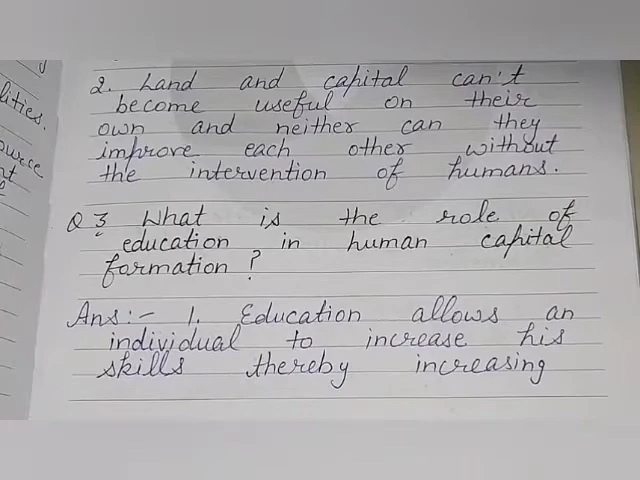 lities.
2. Land and capital can't
become useful on their
own and neither can they
improve each other without
the intervention of humans.
Q 3 What is the role of
education in human capital
formation ?
Ans:- 1. Education allows an
individual to increase his
skills thereby increasing